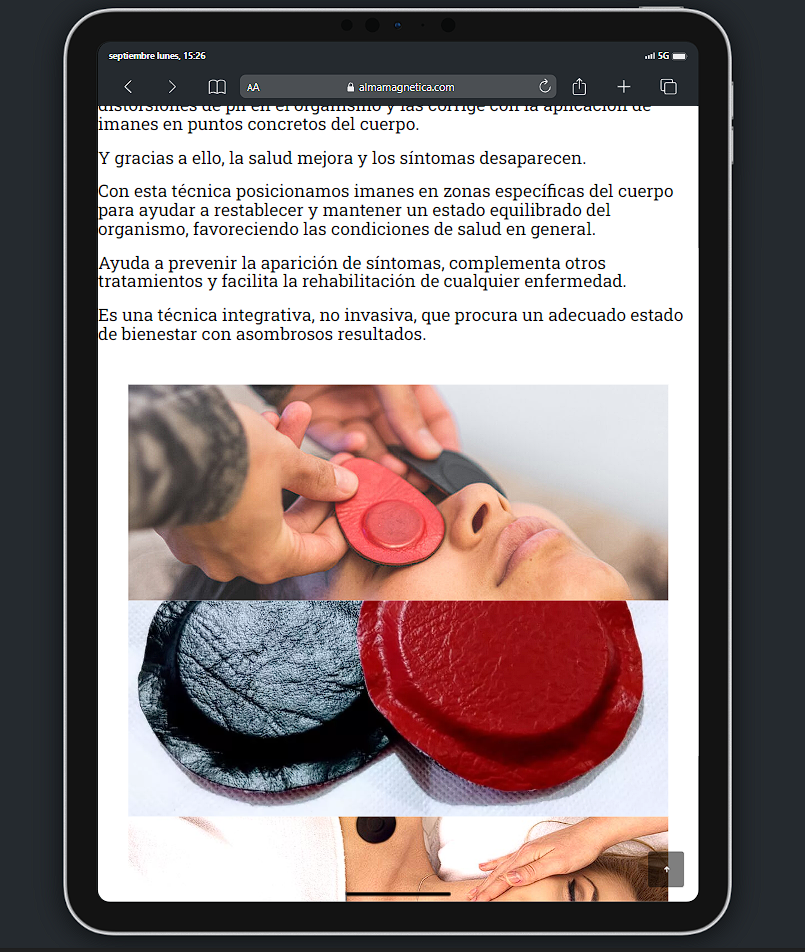 septiembre lunes, 15:26
5G
AA
almamagnetica.com
distorsiones de pH en el organismo y las corrige con la aplicación de
imanes en puntos concretos del cuerpo.
Y gracias a ello, la salud mejora y los síntomas desaparecen.
Con esta técnica posicionamos imanes en zonas específicas del cuerpo
para ayudar a restablecer y mantener un estado equilibrado del
organismo, favoreciendo las condiciones de salud en general.
Ayuda a prevenir la aparición de síntomas, complementa otros
tratamientos y facilita la rehabilitación de cualquier enfermedad.
Es una técnica integrativa, no invasiva, que procura un adecuado estado
de bienestar con asombrosos resultados.